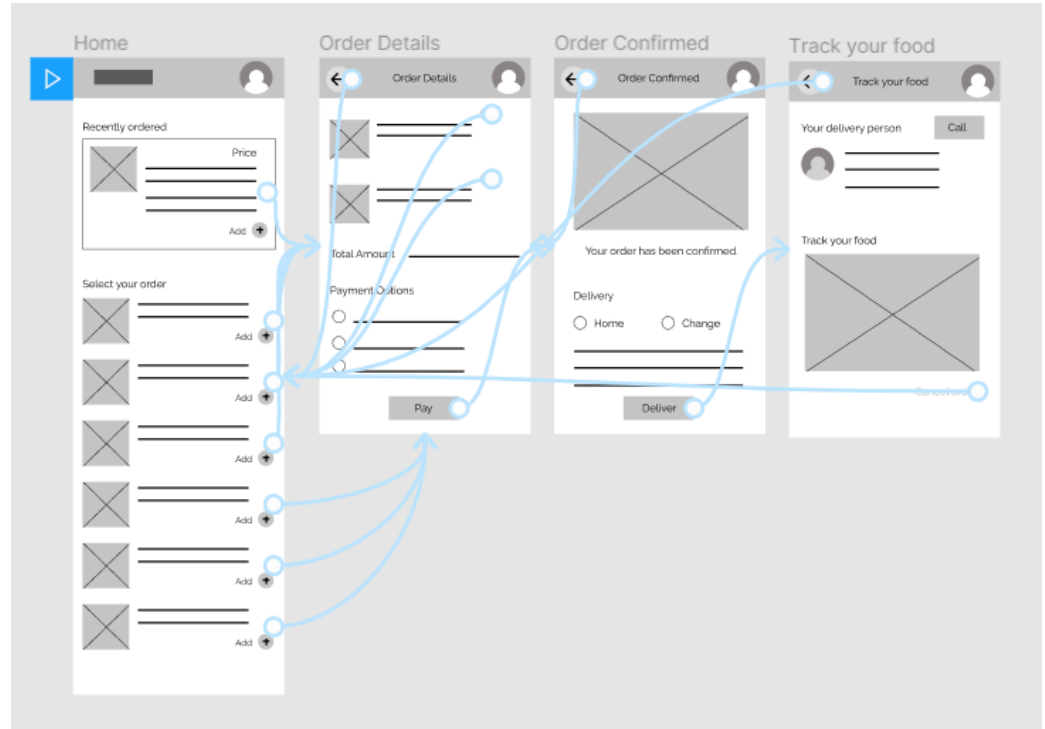 Home
Recently ordered
Price
Add
Select your order
Add
Add
Add
Add
Add
Add
Order Details
Order Details
Total Amount
Payment Options
Pay
Order Confirmed
Order Confirmed
Your order has been confirmed.
Delivery
Home Change
Deliver
Track your food
Track your food
Your delivery person Call
Track your food